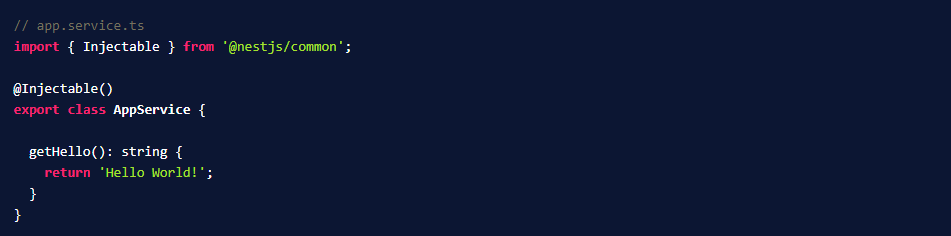 // app.service.ts
import { Injectable } from '@nestjs/common';
@Injectable()
export class AppService {
getHello(): string {
return 'Hello World!';
}
}